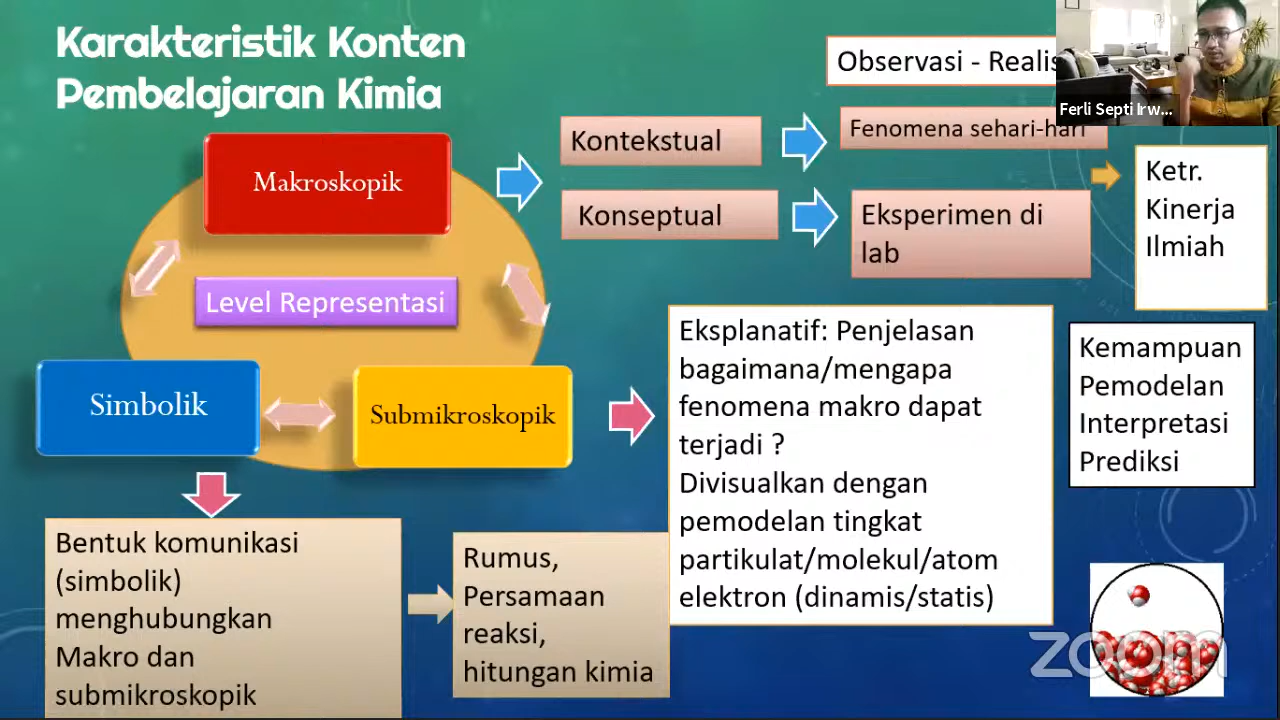 Karakteristik Konten
Pembelajaran Kimia
Observasi - Realis
Ferli Septi Irw...
Makroskopik
Kontekstual
Fenomena sehari-hari
Konseptual
Eksperimen di
lab
Ketr.
Kinerja
Ilmiah
Level Representasi
Simbolik
Submikroskopik
Eksplanatif: Penjelasan
bagaimana/mengapa
fenomena makro dapat
terjadi ?
Divisualkan dengan
pemodelan tingkat
partikulat/molekul/atom
elektron (dinamis/statis)
Kemampuan
Pemodelan
Interpretasi
Prediksi
Bentuk komunikasi
(simbolik)
menghubungkan
Makro dan
submikroskopik
Rumus,
Persamaan
reaksi,
hitungan kimia
zoom